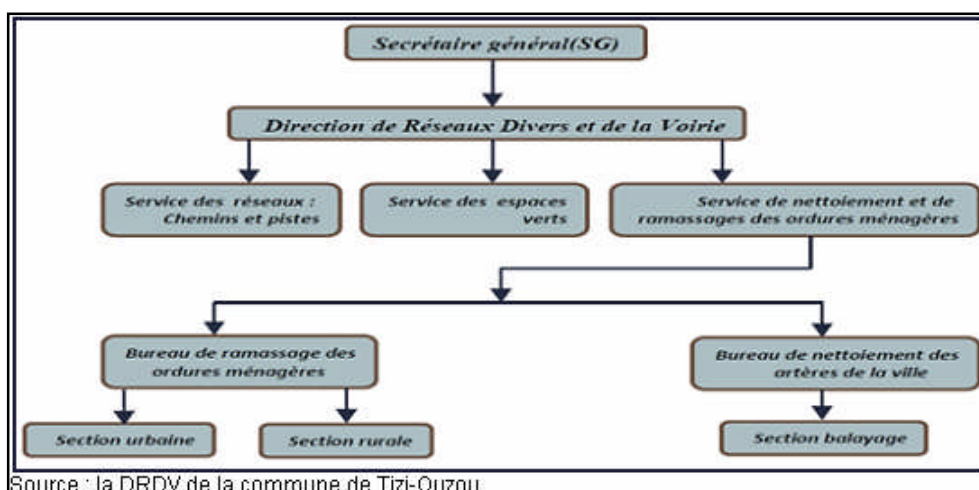 Secrétaire général(SG)
Direction de Réseaux Divers et de la Voirie
Service des réseaux :
Chemins et pistes
Service des espaces
verts
Service de nettoiement et de
ramassages des ordures ménagères
Bureau de ramassage des
ordures ménagères
Bureau de nettoiement des
artères de la ville
Section urbaine
Section rurale
Section balayage
Source : la DRDV de la commune de Tizi-Ouzou